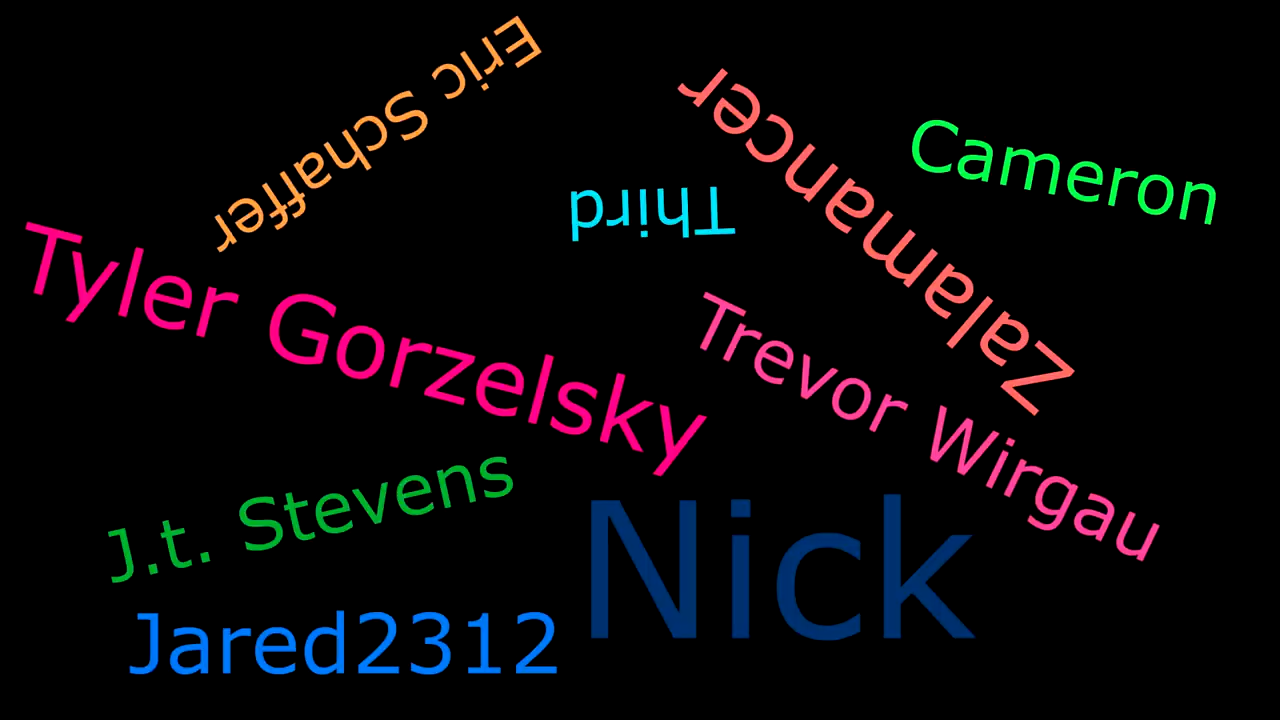 Eric Schaffer
Zalamancer
Cameron
Third
Tyler Gorzelsky
Trevor Wirgau
J.t. Stevens
Nick
Jared2312